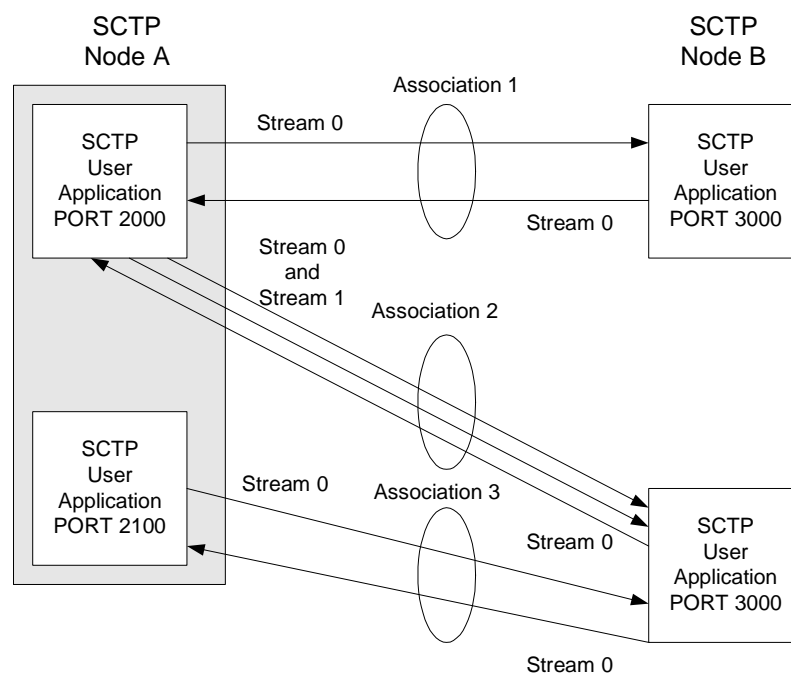 SCTP
Node A
SCTP
Node B
Association 1
SCTP
User
Application
PORT 2000
Stream 0
SCTP
User
Application
PORT 3000
Stream 0
Stream 0
and
Stream 1
Association 2
SCTP
User
Application
PORT 2100
Stream 0
Association 3
Stream 0
SCTP
User
Application
PORT 3000
Stream 0